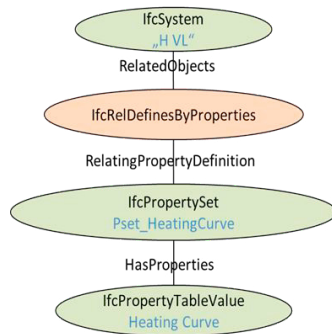 IfcSystem
„H VL“
RelatedObjects
IfcRelDefinesByProperties
RelatingPropertyDefinition
IfcPropertySet
Pset_HeatingCurve
HasProperties
IfcPropertyTableValue
Heating Curve